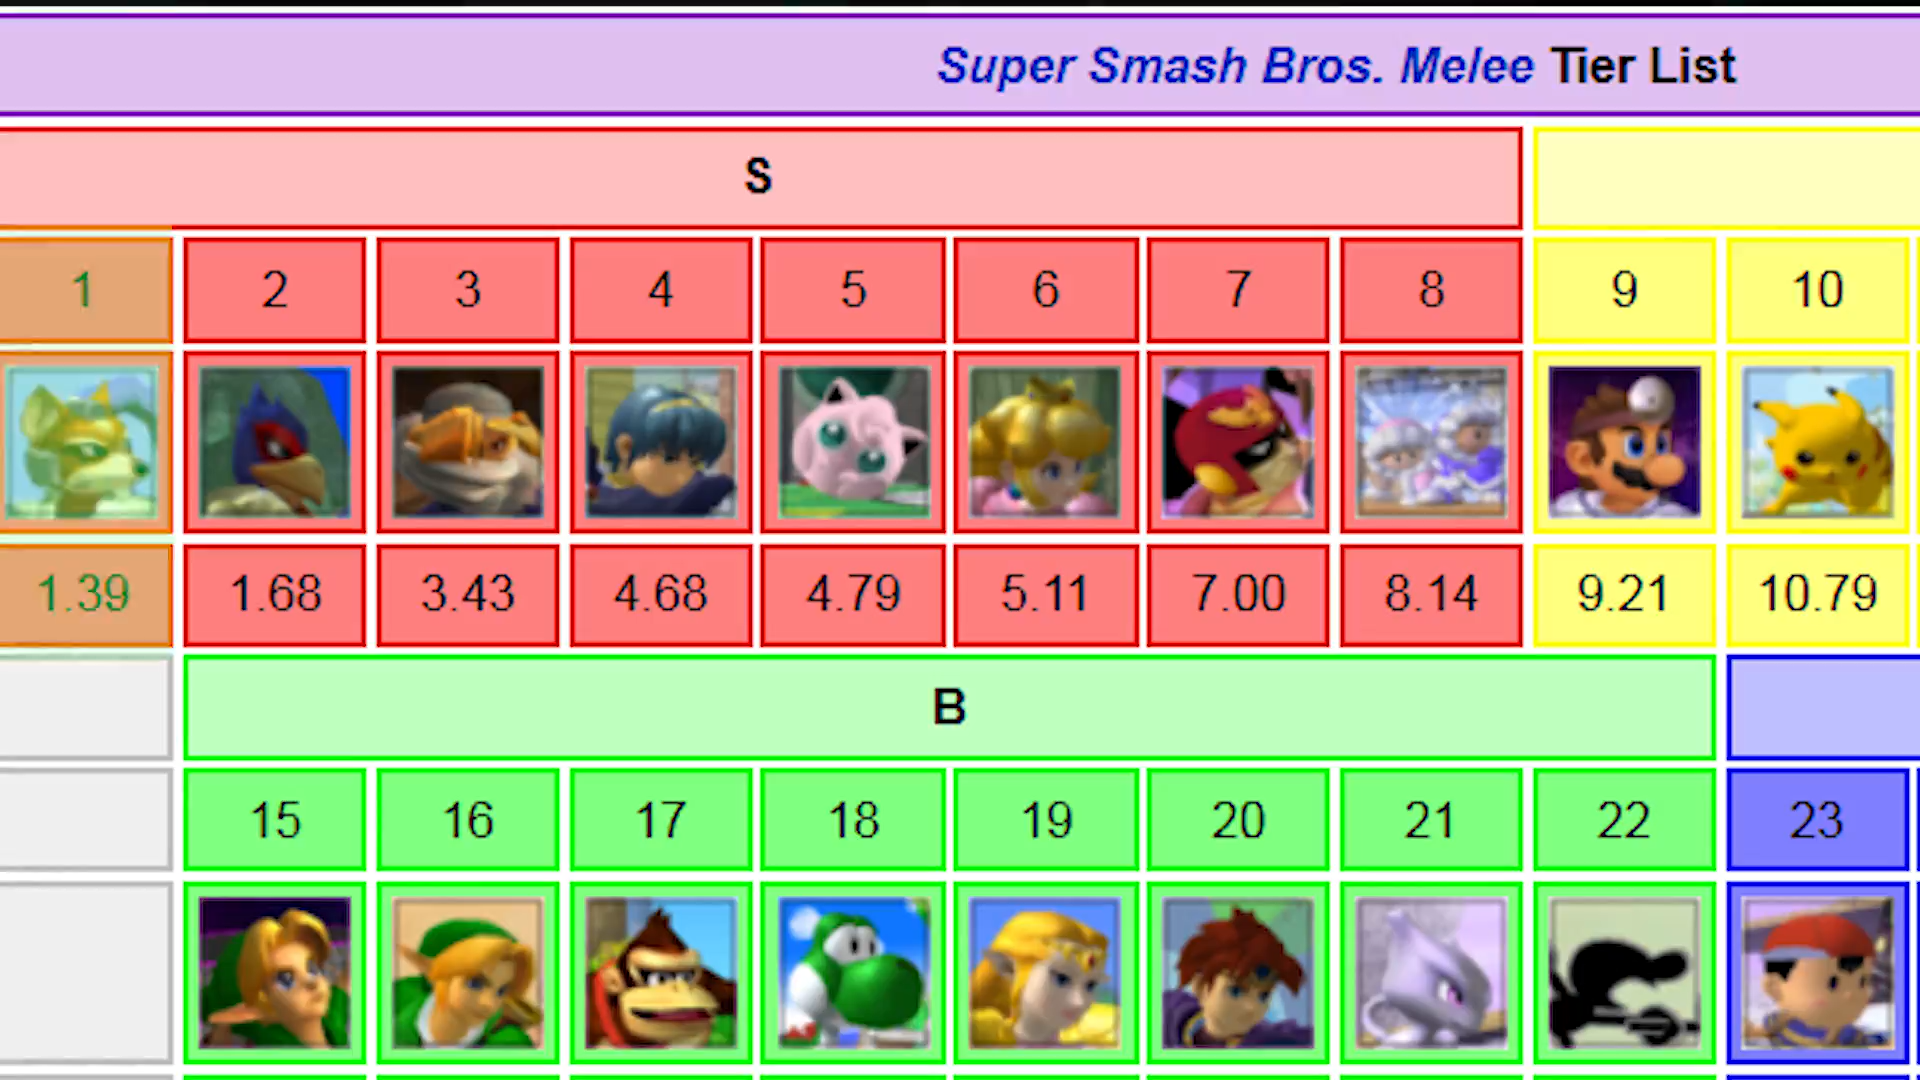 Super Smash Bros. Melee Tier List
S
1 2 3 4 5 6 7 8 9 10
1.39 1.68 3.43 4.68 4.79 5.11 7.00 8.14 9.21 10.79
B
15 16 17 18 19 20 21 22 23